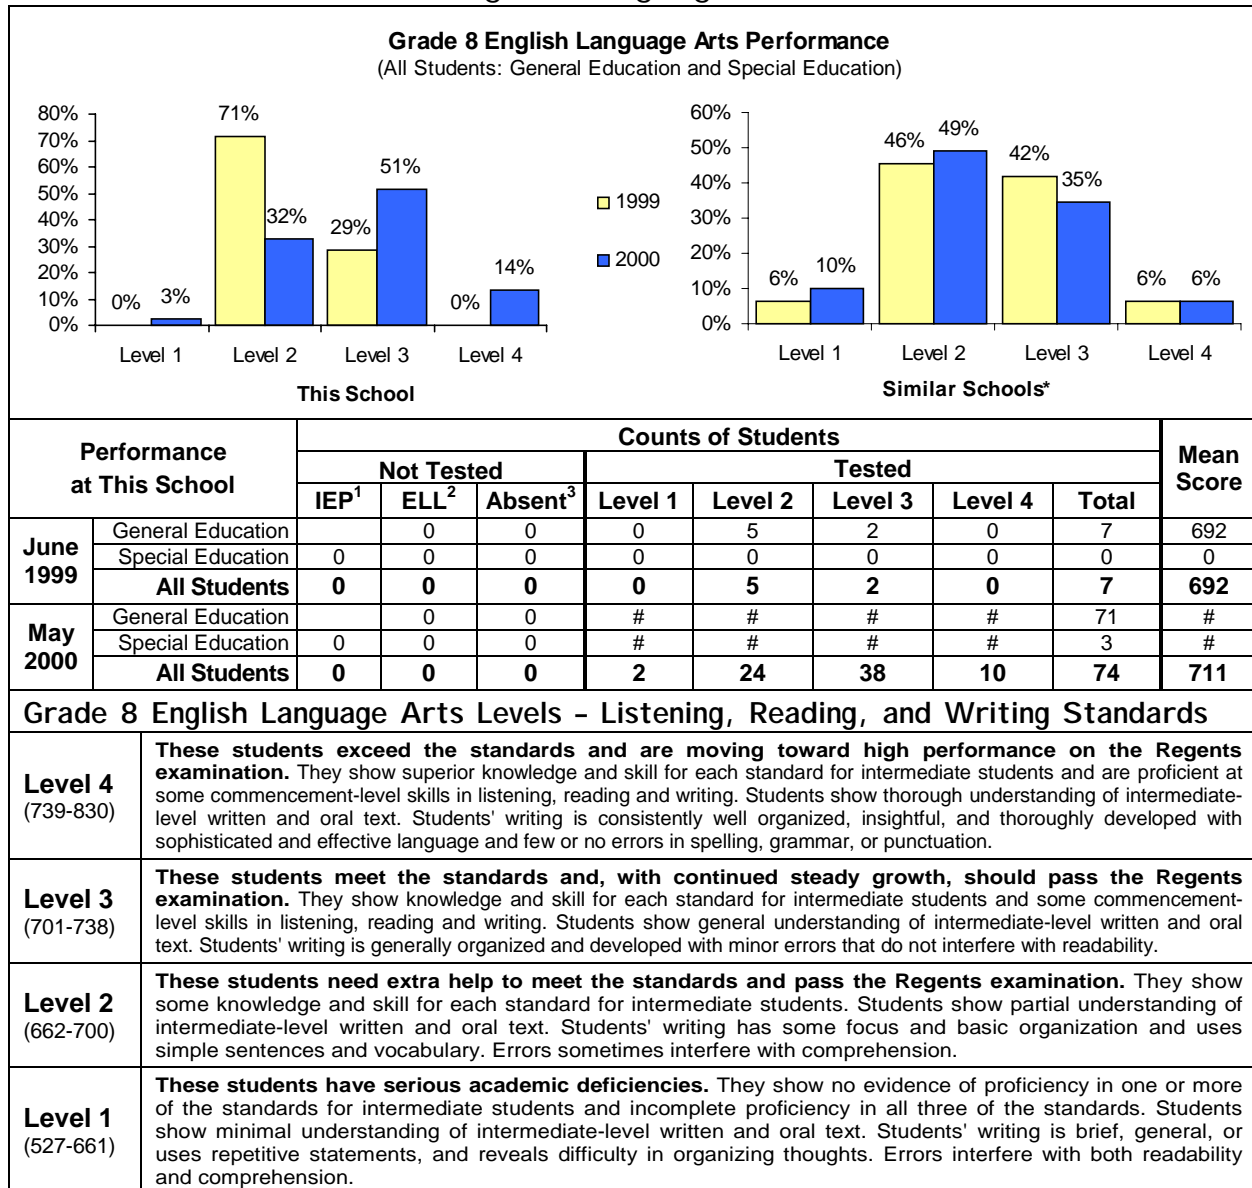 Grade 8 English Language Arts Performance
(All Students: General Education and Special Education)
80%
70%
60%
50%
40%
30%
20%
10%
0%
0% 3%
71%
32%
29%
51%
0%
14%
Level 1 Level 2 Level 3 Level 4
This School
1999
2000
60%
50%
40%
30%
20%
10%
0%
6% 10%
46% 49%
42%
35%
6% 6%
Level 1 Level 2 Level 3 Level 4
Similar Schools*
Performance
at This School
Counts of Students
Mean
Score
Not Tested Tested
IEP1 ELL2 Absent3 Level 1 Level 2 Level 3 Level 4 Total
June
1999
General Education 0 0 0 5 2 0 7 692
Special Education 0 0 0 0 0 0 0 0 0
All Students 0 0 0 0 5 2 0 7 692
May
2000
General Education 0 0 # # # # 71 #
Special Education 0 0 0 # # # # 3 #
All Students 0 0 0 2 24 38 10 74 711
Grade 8 English Language Arts Levels – Listening, Reading, and Writing Standards
Level 4
(739-830)
These students exceed the standards and are moving toward high performance on the Regents
examination. They show superior knowledge and skill for each standard for intermediate students and are proficient at
some commencement-level skills in listening, reading and writing. Students show thorough understanding of intermediate-
level written and oral text. Students' writing is consistently well organized, insightful, and thoroughly developed with
sophisticated and effective language and few or no errors in spelling, grammar, or punctuation.
Level 3
(701-738)
These students meet the standards and, with continued steady growth, should pass the Regents
examination. They show knowledge and skill for each standard for intermediate students and some commencement-
level skills in listening, reading and writing. Students show general understanding of intermediate-level written and oral
text. Students' writing is generally organized and developed with minor errors that do not interfere with readability.
Level 2
(662-700)
These students need extra help to meet the standards and pass the Regents examination. They show
some knowledge and skill for each standard for intermediate students. Students show partial understanding of
intermediate-level written and oral text. Students' writing has some focus and basic organization and uses
simple sentences and vocabulary. Errors sometimes interfere with comprehension.
Level 1
(527-661)
These students have serious academic deficiencies. They show no evidence of proficiency in one or more
of the standards for intermediate students and incomplete proficiency in all three of the standards. Students
show minimal understanding of intermediate-level written and oral text. Students' writing is brief, general, or
uses repetitive statements, and reveals difficulty in organizing thoughts. Errors interfere with both readability
and comprehension.